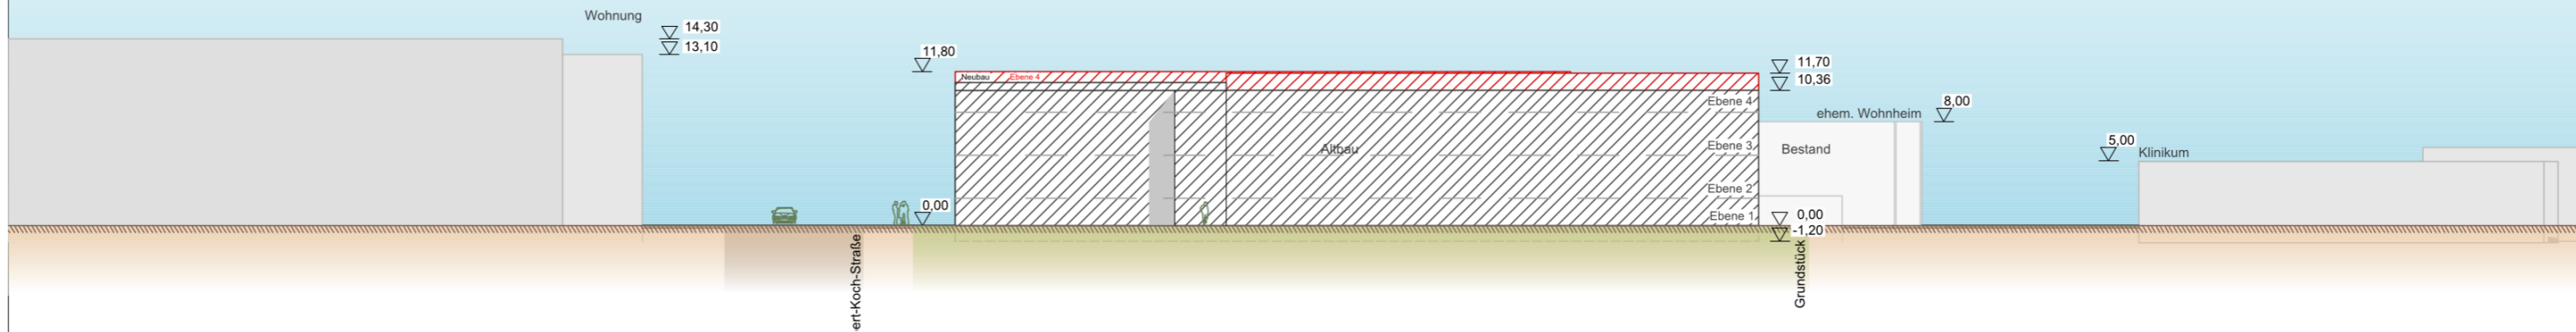 Wohnung
14,30
13,10
11,80
Neubau
Ebene 4
11,70
10,36
Ebene 4
8,00
ehem. Wohnheim
5,00
Ebene 3
Altbau
Bestand
Klinikum
Ebene 2
0,00
Ebene 1
0,00
-1,20
ert-Koch-Straße
Grundstück